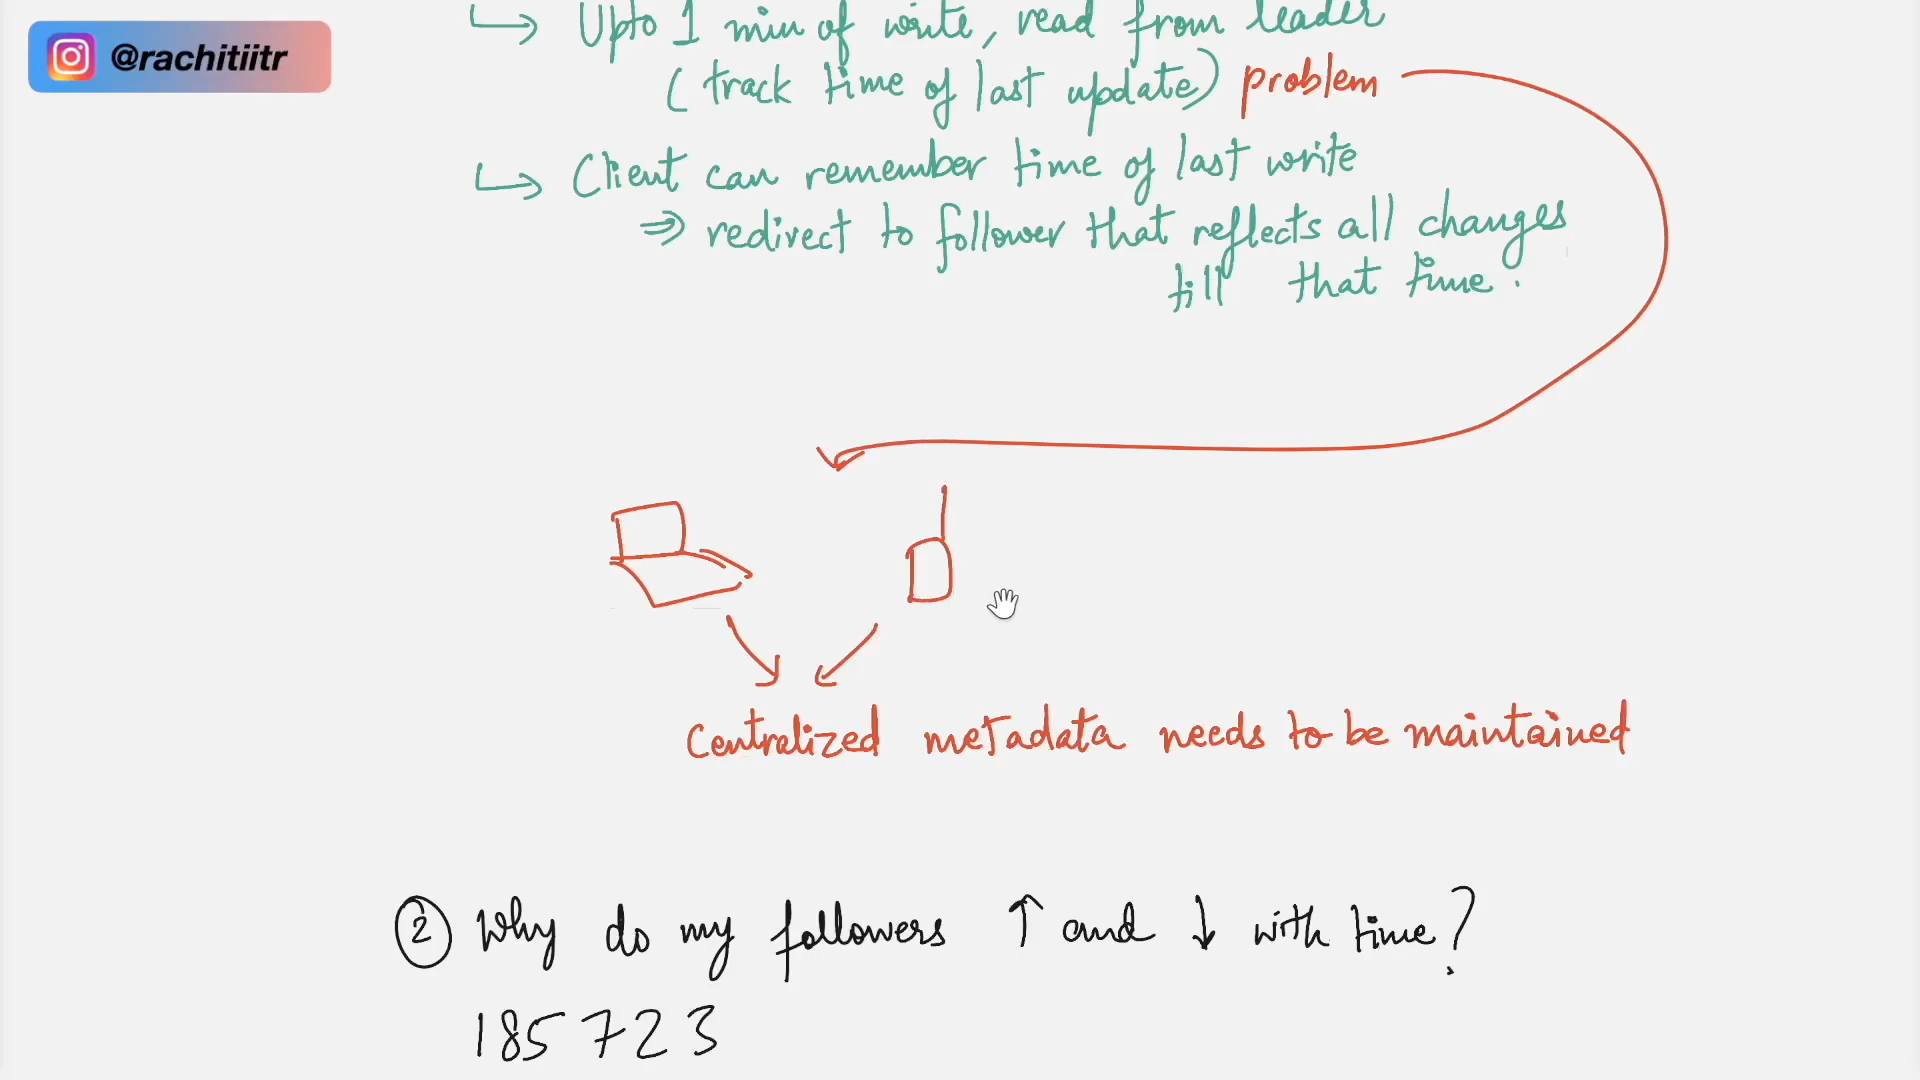 @rachitiitr
↳ Upto 1 min of write, read from leader
(track time of last update) problem
↳ Client can remember time of last write
⇒ redirect to follower that reflects all changes
till that time.
Centralized metadata needs to be maintained
② Why do my followers ↑ and ↓ with time?
185723